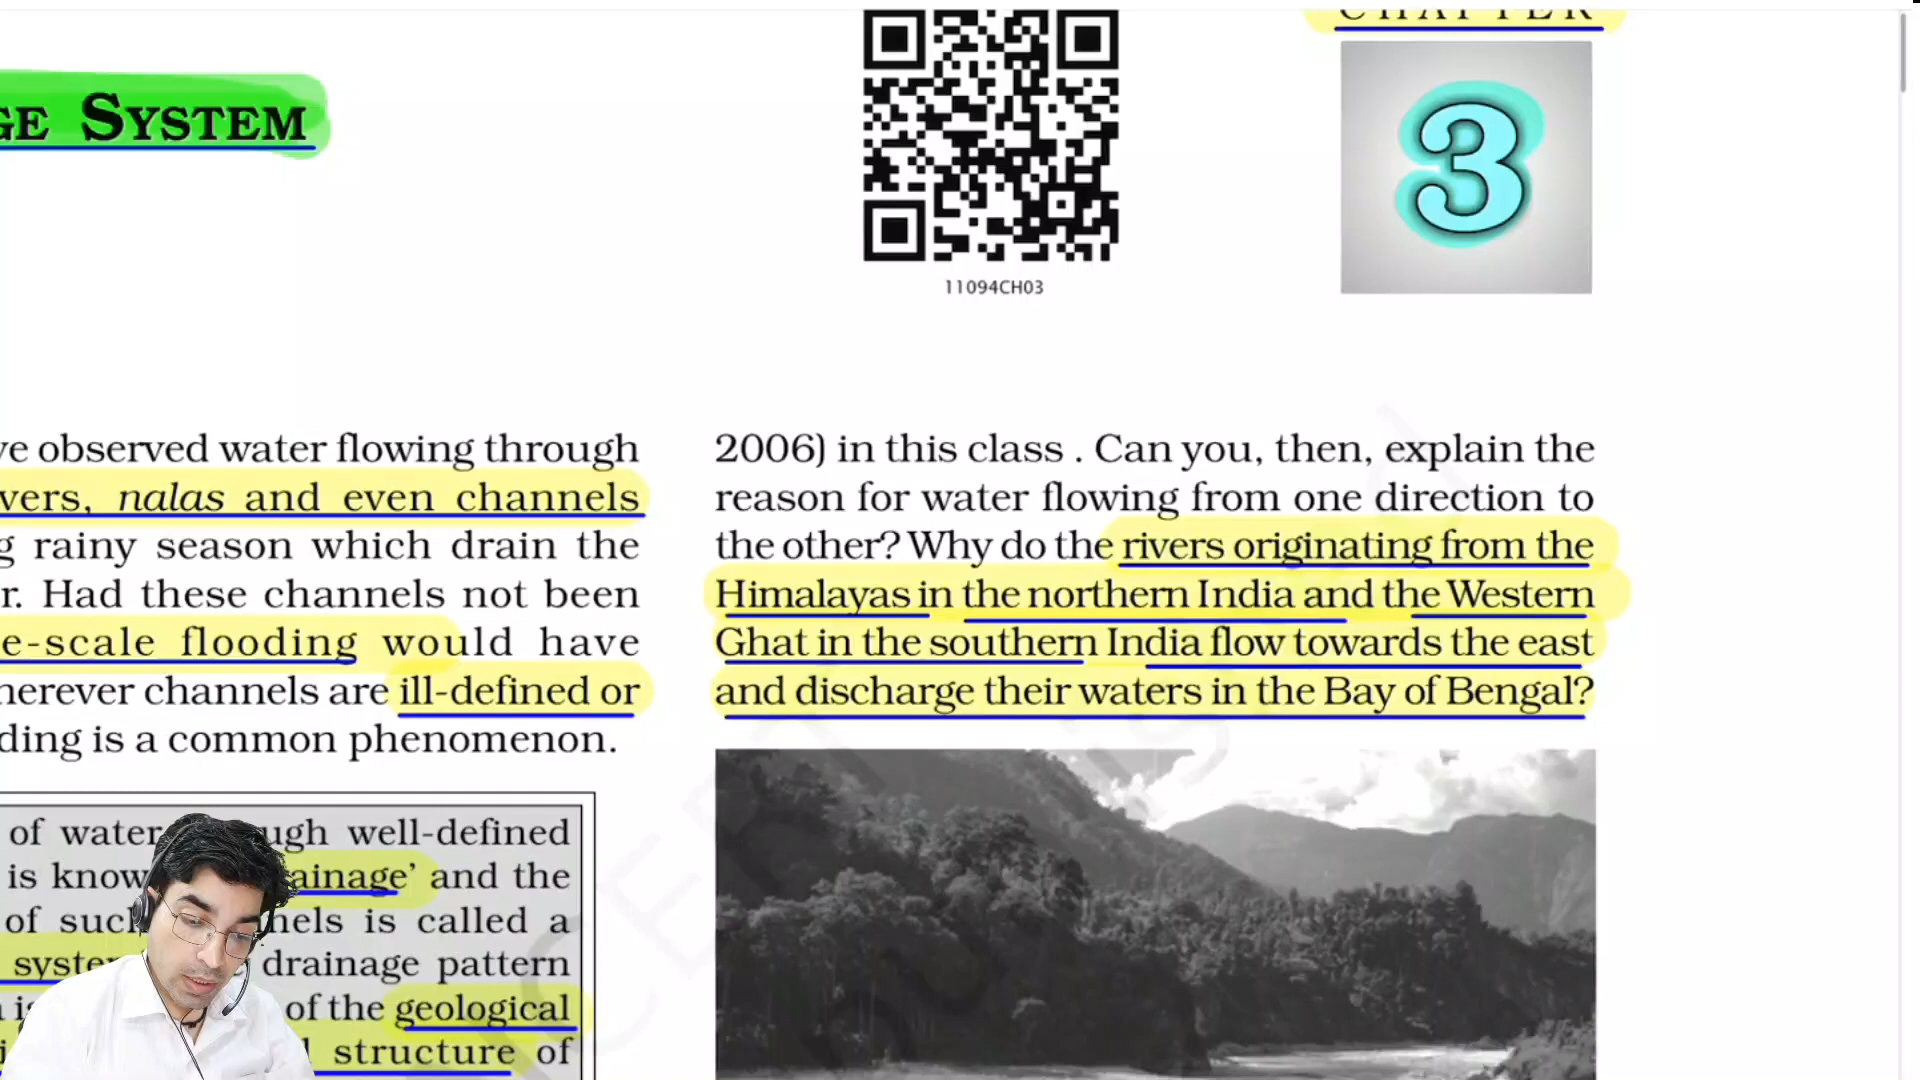 CHAPTER
GE SYSTEM
3
11094CH03
ve observed water flowing through
vers, nalas and even channels
g rainy season which drain the
r. Had these channels not been
e-scale flooding would have
herever channels are ill-defined or
ding is a common phenomenon.
of water ugh well-defined
is know ainage’ and the
of such nels is called a
syste drainage pattern
of the geological
structure of
2006) in this class . Can you, then, explain the
reason for water flowing from one direction to
the other? Why do the rivers originating from the
Himalayas in the northern India and the Western
Ghat in the southern India flow towards the east
and discharge their waters in the Bay of Bengal?